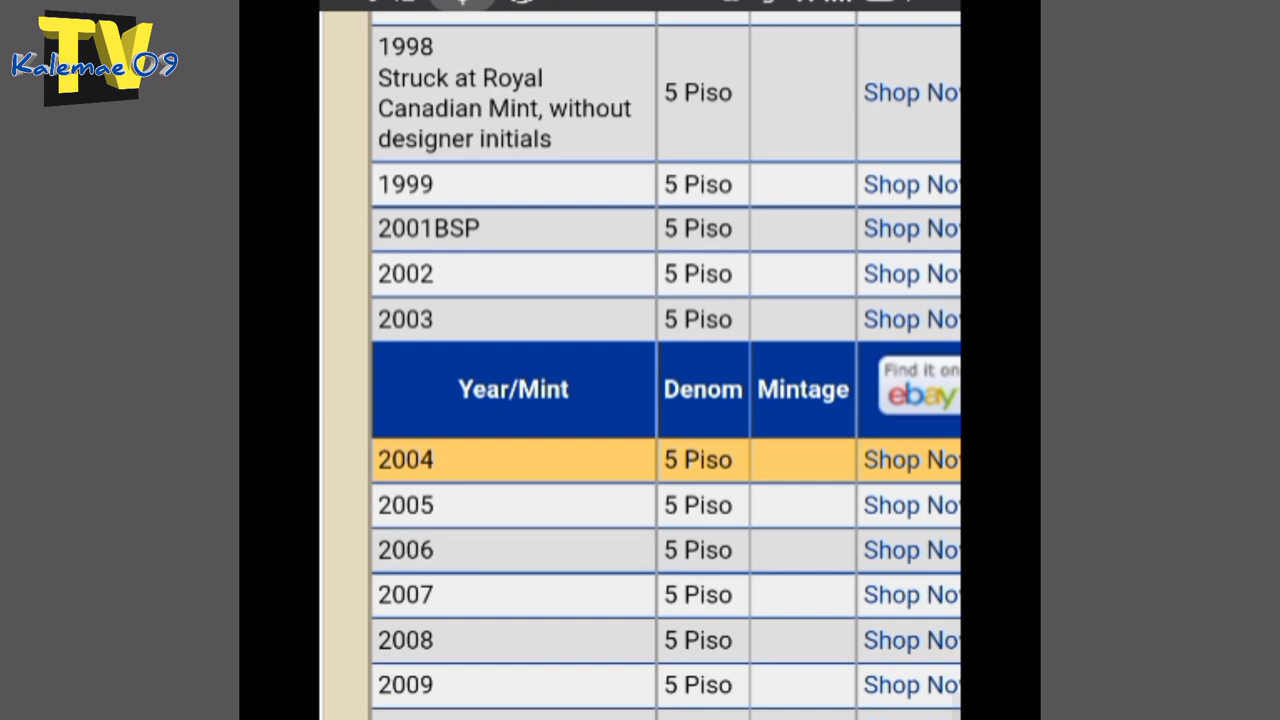 TV
Kalemae 09
1998
Struck at Royal
Canadian Mint, without
designer initials
5 Piso
Shop No
1999 5 Piso Shop No
2001BSP 5 Piso Shop No
2002 5 Piso Shop No
2003 5 Piso Shop No
Year/Mint Denom Mintage Find it on ebay
2004 5 Piso Shop No
2005 5 Piso Shop No
2006 5 Piso Shop No
2007 5 Piso Shop No
2008 5 Piso Shop No
2009 5 Piso Shop No